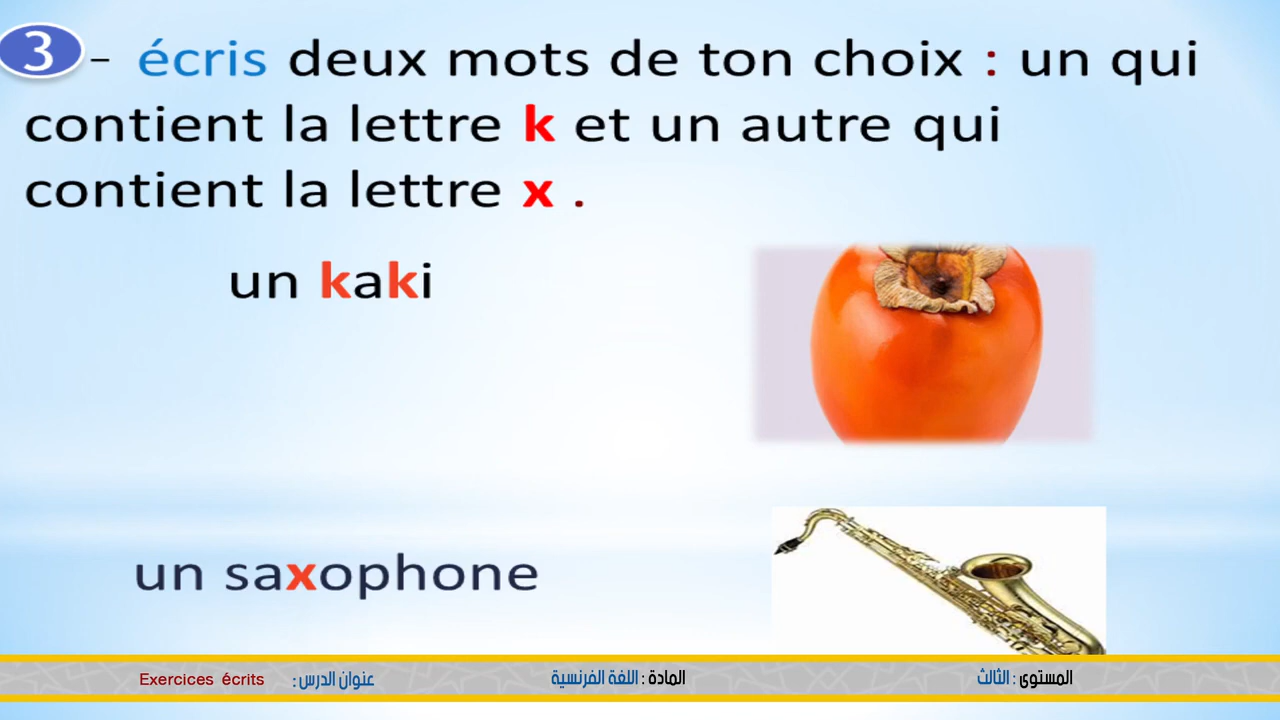 3 - écris deux mots de ton choix : un qui
contient la lettre k et un autre qui
contient la lettre x .
un kaki
un saxophone
المستوى : الثالث
المادة : اللغة الفرنسية
عنوان الدرس : Exercices écrits